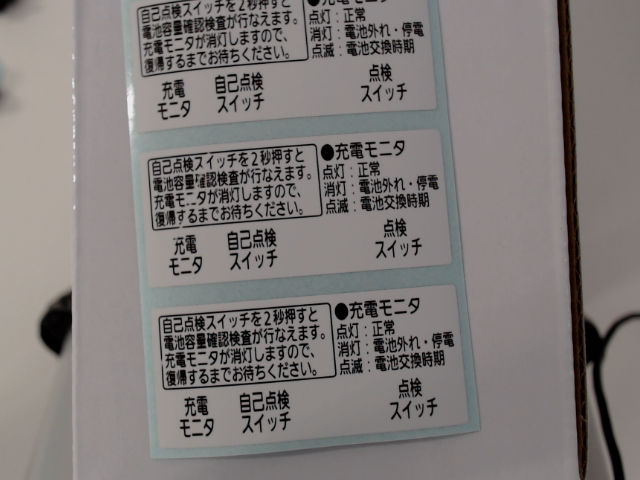 自己点検スイッチを2秒押すと
電池容量確認検査が行なえます。
充電モニタが消灯しますので、
復帰するまでお待ちください。
●充電モニタ
点灯：正常
消灯：電池外れ・停電
点滅：電池交換時期
充電
モニタ
自己点検
スイッチ
点検
スイッチ
自己点検スイッチを2秒押すと
電池容量確認検査が行なえます。
充電モニタが消灯しますので、
復帰するまでお待ちください。
●充電モニタ
点灯：正常
消灯：電池外れ・停電
点滅：電池交換時期
充電
モニタ
自己点検
スイッチ
点検
スイッチ
自己点検スイッチを2秒押すと
電池容量確認検査が行なえます。
充電モニタが消灯しますので、
復帰するまでお待ちください。
●充電モニタ
点灯：正常
消灯：電池外れ・停電
点滅：電池交換時期
充電
モニタ
自己点検
スイッチ
点検
スイッチ